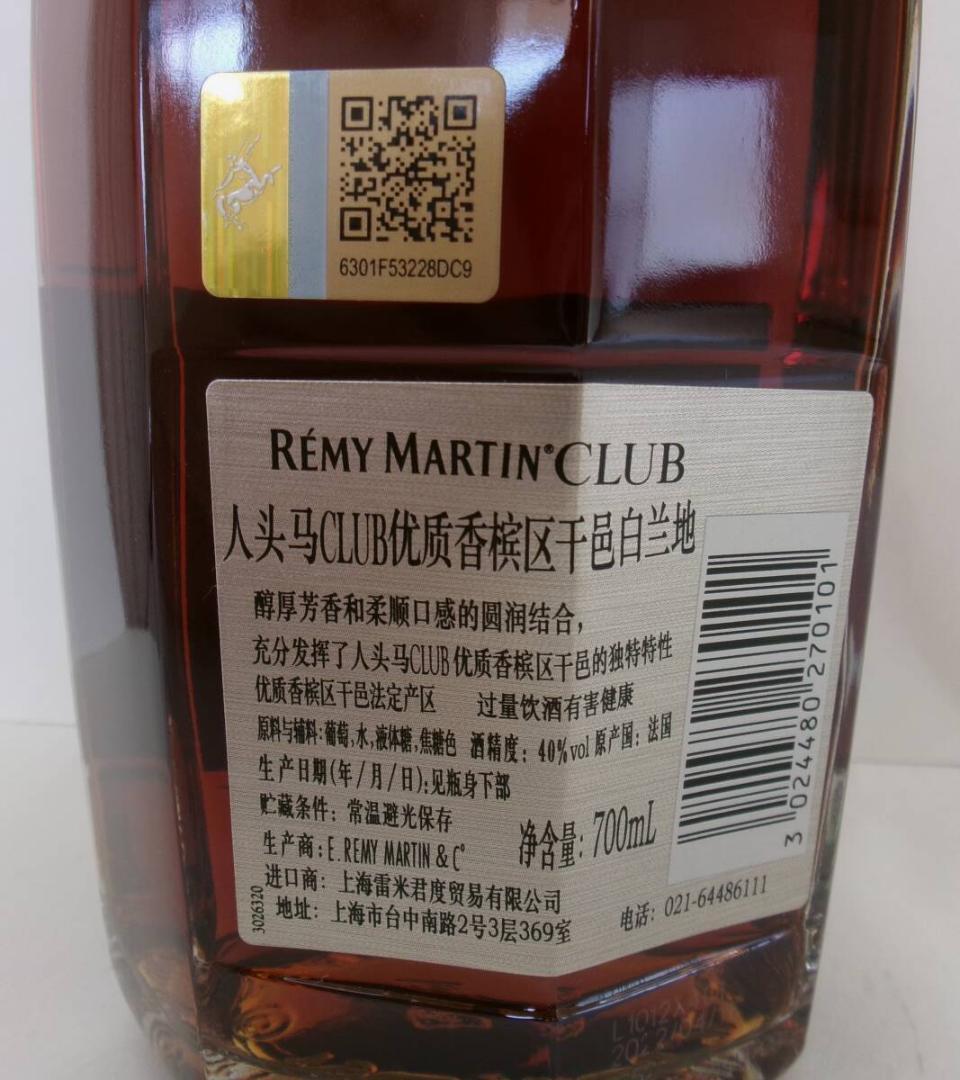 6301F53228DC9
RÉMY MARTIN® CLUB
人头马CLUB优质香槟区干邑白兰地
醇厚芳香和柔顺口感的圆润结合，
充分发挥了人头马CLUB优质香槟区干邑的独特特性
优质香槟区干邑法定产区 过量饮酒有害健康
原料与辅料:葡萄,水,液体糖,焦糖色 酒精度：40%vol 原产国：法国
生产日期(年/月/日):见瓶身下部
贮藏条件：常温避光保存
净含量：700mL
生产商:E. REMY MARTIN & C°
进口商：上海雷米君度贸易有限公司
地址：上海市台中南路2号3层369室
电话：021-64486111
3026320
3 024480 270101